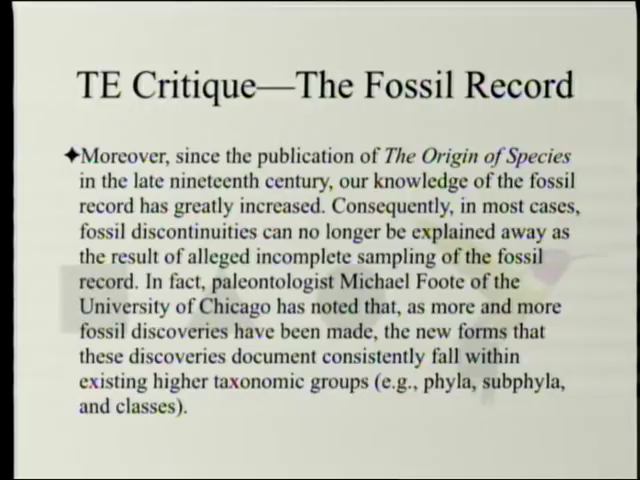 TE Critique—The Fossil Record
✦Moreover, since the publication of The Origin of Species
in the late nineteenth century, our knowledge of the fossil
record has greatly increased. Consequently, in most cases,
fossil discontinuities can no longer be explained away as
the result of alleged incomplete sampling of the fossil
record. In fact, paleontologist Michael Foote of the
University of Chicago has noted that, as more and more
fossil discoveries have been made, the new forms that
these discoveries document consistently fall within
existing higher taxonomic groups (e.g., phyla, subphyla,
and classes).